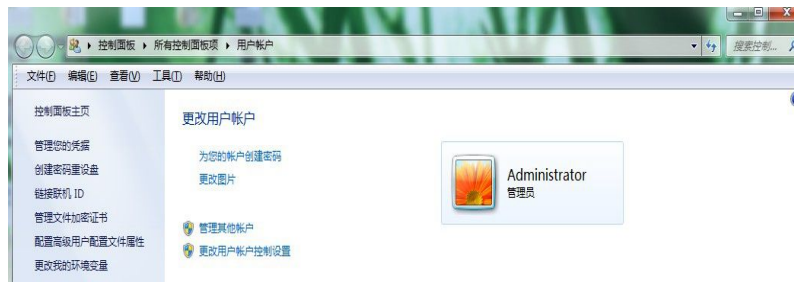 控制面板 ▸ 所有控制面板项 ▸ 用户帐户
搜索控制...
文件(F) 编辑(E) 查看(V) 工具(T) 帮助(H)
控制面板主页
管理您的凭据
创建密码重设盘
链接联机 ID
管理文件加密证书
配置高级用户配置文件属性
更改我的环境变量
更改用户帐户
为您的帐户创建密码
更改图片
管理其他帐户
更改用户帐户控制设置
Administrator
管理员